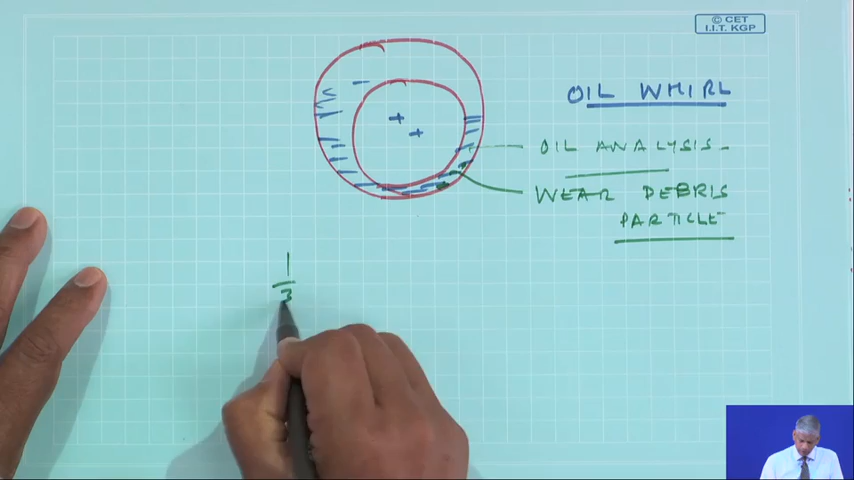 © CET
I.I.T. KGP
OIL WHIRL
OIL ANALYSIS
WEAR DEBRIS
PARTICLE
1
3